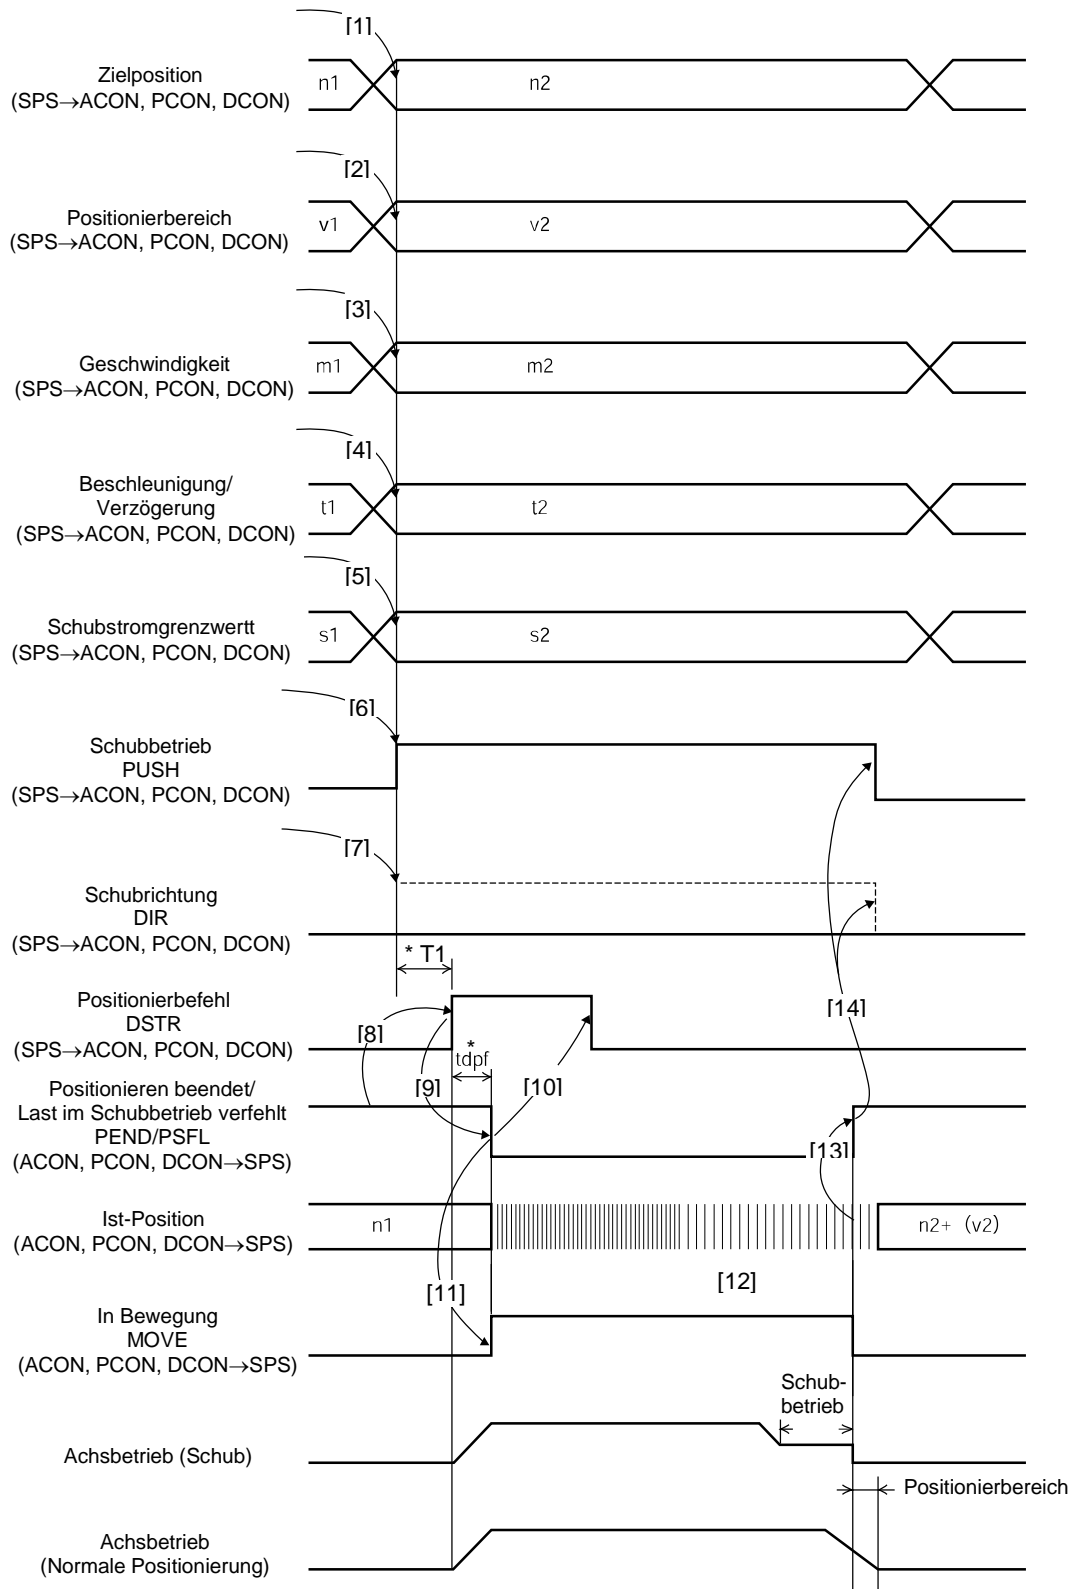 [1]
Zielposition
(SPS→ACON, PCON, DCON)
n1
n2
[2]
Positionierbereich
(SPS→ACON, PCON, DCON)
v1
v2
[3]
Geschwindigkeit
(SPS→ACON, PCON, DCON)
m1
m2
[4]
Beschleunigung/
Verzögerung
(SPS→ACON, PCON, DCON)
t1
t2
[5]
Schubstromgrenzwertt
(SPS→ACON, PCON, DCON)
s1
s2
[6]
Schubbetrieb
PUSH
(SPS→ACON, PCON, DCON)
[7]
Schubrichtung
DIR
(SPS→ACON, PCON, DCON)
* T1
Positionierbefehl
DSTR
(SPS→ACON, PCON, DCON)
[8]
*
tdpf
[14]
Positionieren beendet/
Last im Schubbetrieb verfehlt
PEND/PSFL
(ACON, PCON, DCON→SPS)
[9]
[10]
[13]
Ist-Position
(ACON, PCON, DCON→SPS)
n1
n2+ (v2)
[11]
[12]
In Bewegung
MOVE
(ACON, PCON, DCON→SPS)
Schub-
betrieb
Achsbetrieb (Schub)
Positionierbereich
Achsbetrieb
(Normale Positionierung)